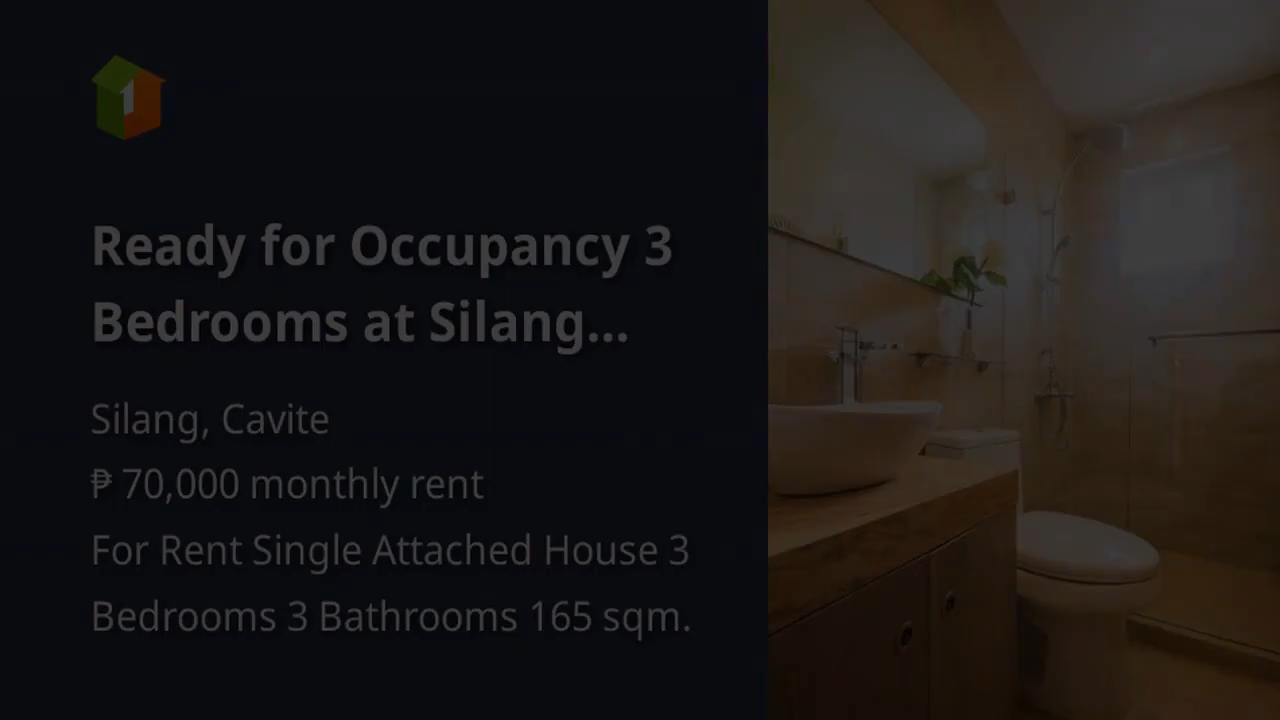 Ready for Occupancy 3
Bedrooms at Silang...
Silang, Cavite
₱ 70,000 monthly rent
For Rent Single Attached House 3
Bedrooms 3 Bathrooms 165 sqm.